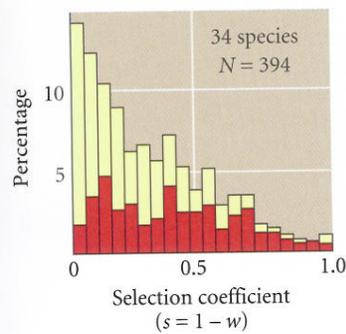 34 species
N = 394
Percentage
10
5
0
0.5
1.0
Selection coefficient
(s = 1 – w)